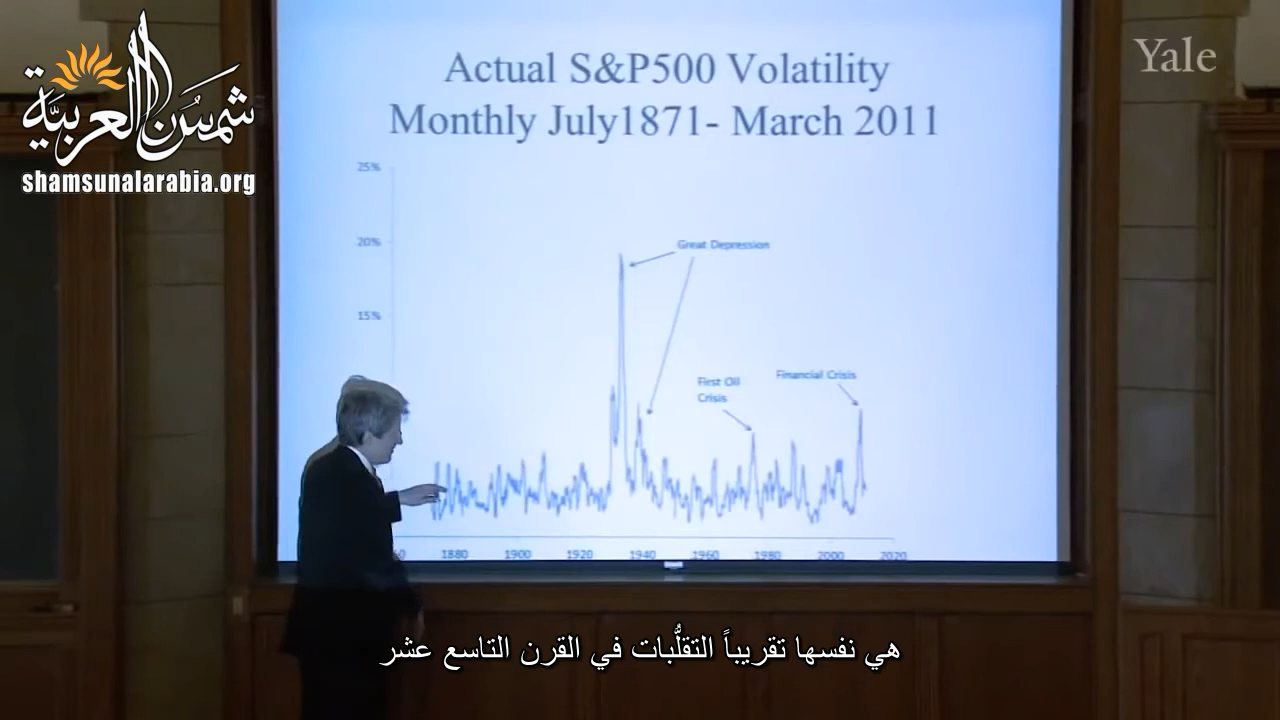 شمسُ العربيَّة
shamsunalarabia.org
Yale
Actual S&P500 Volatility
Monthly July1871- March 2011
25%
20%
15%
Great Depression
First Oil
Crisis
Financial Crisis
1880 1900 1920 1940 1960 1980 2000 2020
هي نفسها تقريباً التقلُّبات في القرن التاسع عشر